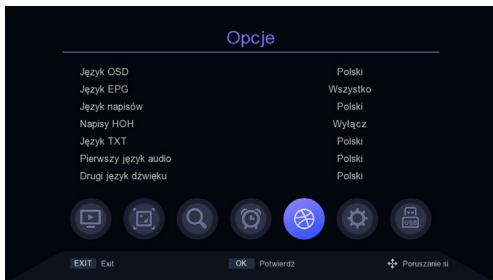 Opcje
Język OSD Polski
Język EPG Wszystko
Język napisów Polski
Napisy HOH Wyłącz
Język TXT Polski
Pierwszy język audio Polski
Drugi język dźwięku Polski
USB
EXIT Exit OK Potwierdź Poruszanie si